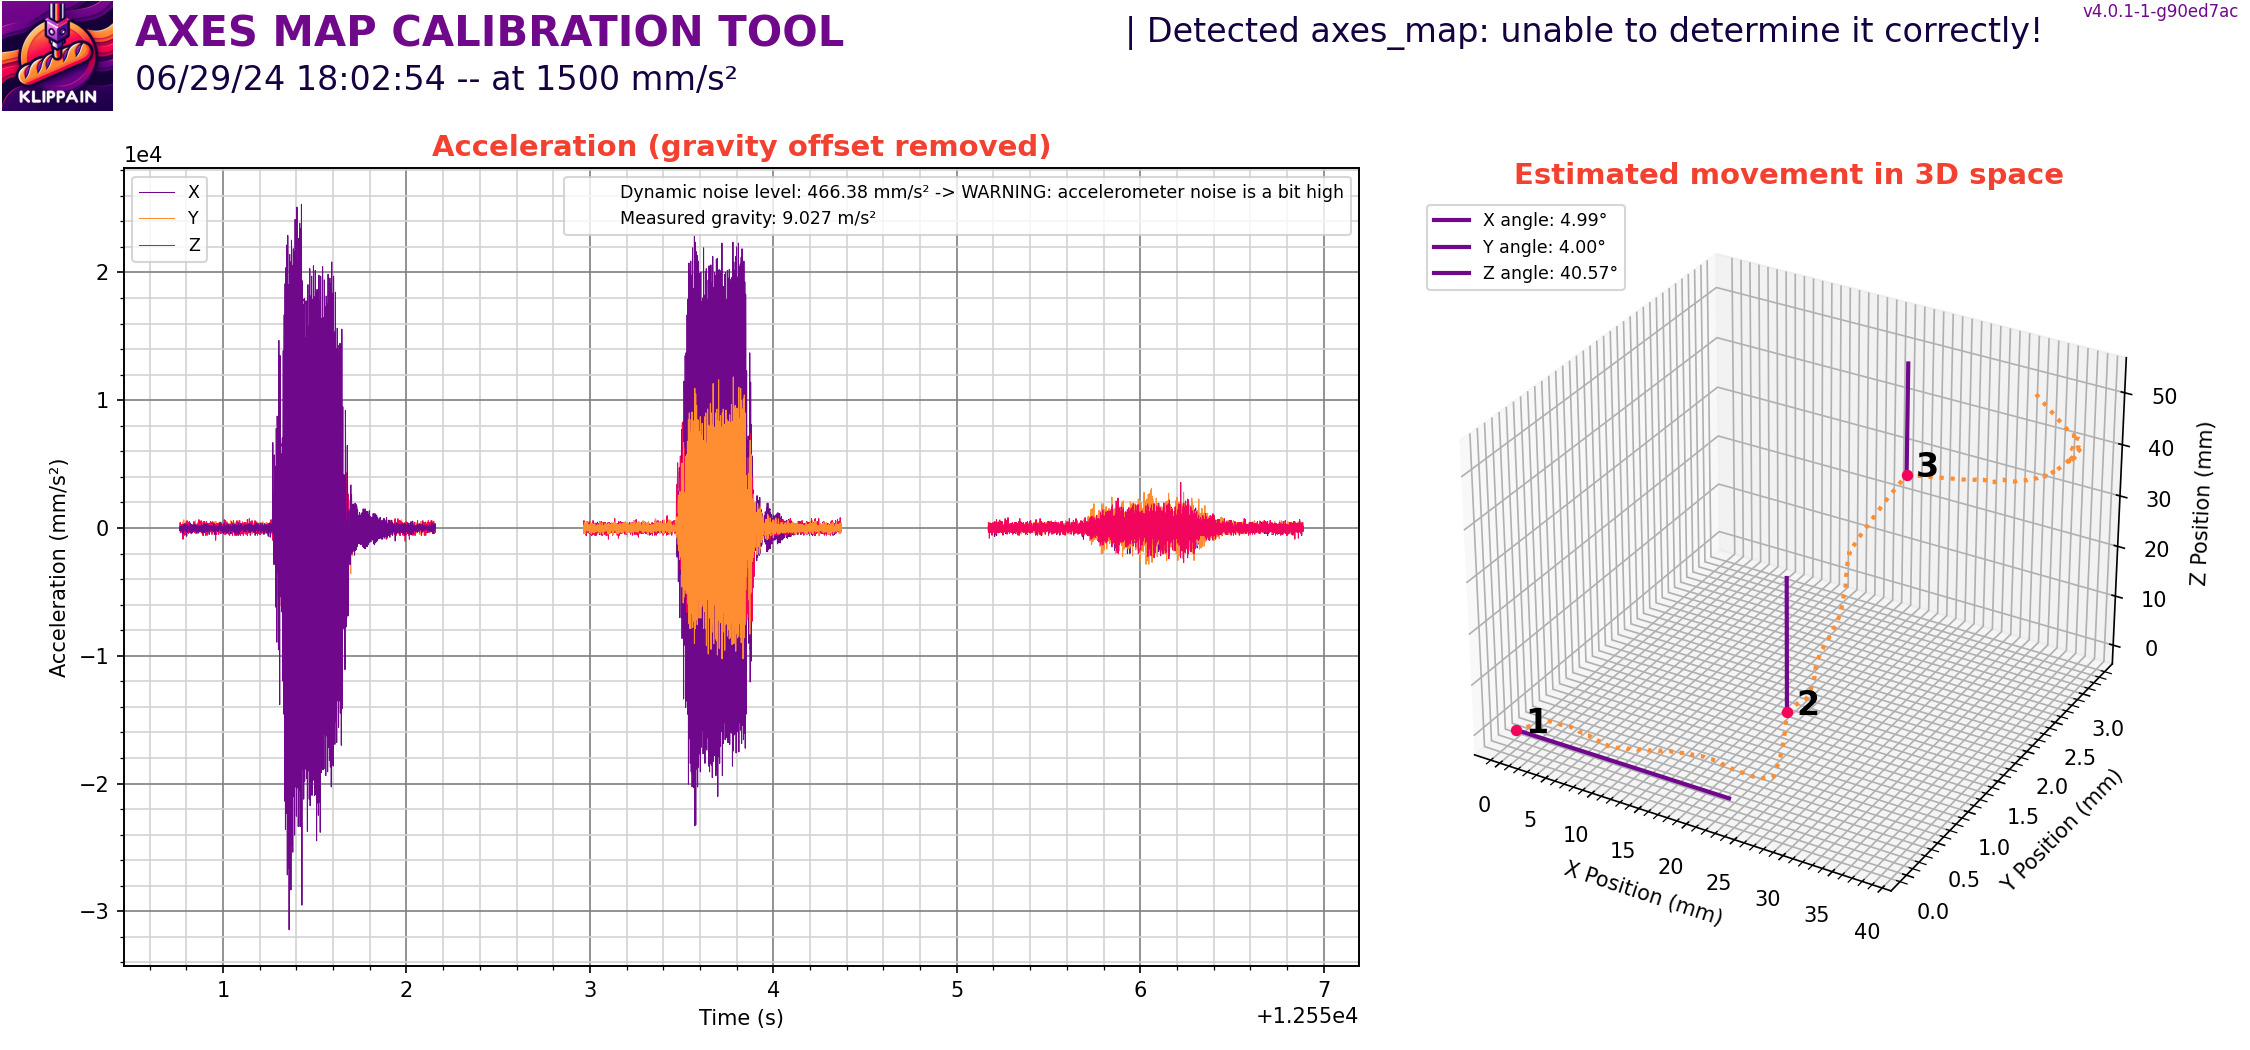 AXES MAP CALIBRATION TOOL
06/29/24 18:02:54 -- at 1500 mm/s²
| Detected axes_map: unable to determine it correctly!
v4.0.1-1-g90ed7ac
KLIPPAIN
Acceleration (gravity offset removed)
1e4
X
Y
Z
Dynamic noise level: 466.38 mm/s² -> WARNING: accelerometer noise is a bit high
Measured gravity: 9.027 m/s²
Acceleration (mm/s²)
2
1
0
−1
−2
−3
1 2 3 4 5 6 7
Time (s)
+1.255e4
Estimated movement in 3D space
X angle: 4.99°
Y angle: 4.00°
Z angle: 40.57°
1
2
3
0 5 10 15 20 25 30 35 40
X Position (mm)
0.0 0.5 1.0 1.5 2.0 2.5 3.0
Y Position (mm)
0 10 20 30 40 50
Z Position (mm)